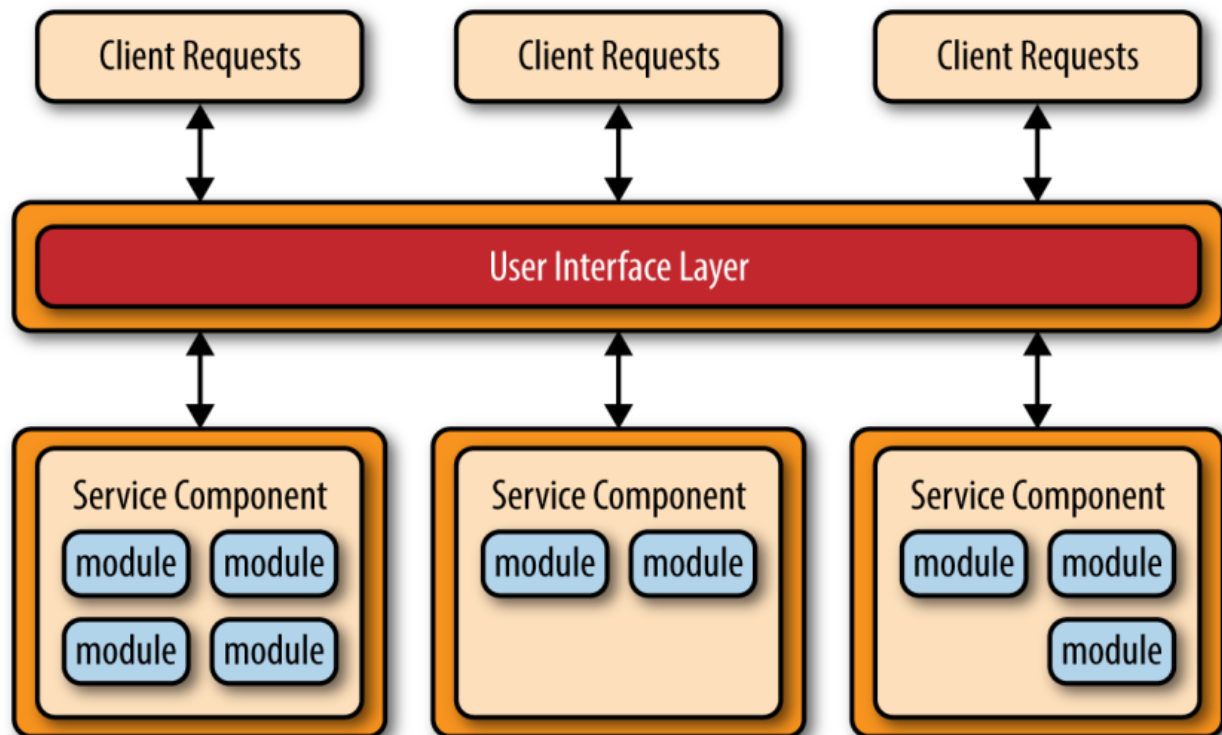 Client Requests
Client Requests
Client Requests
User Interface Layer
Service Component
module module
module module
Service Component
module module
Service Component
module module
module